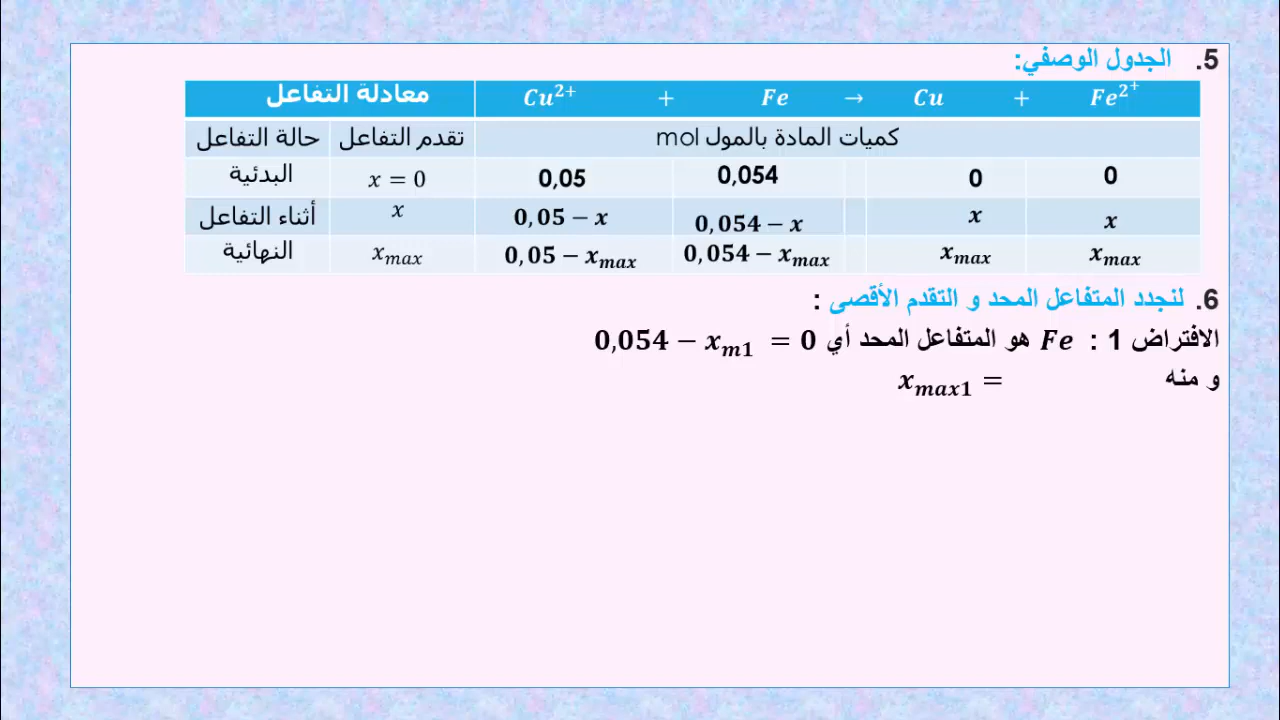 5. الجدول الوصفي:
معادلة التفاعل Cu²⁺ + Fe → Cu + Fe²⁺
حالة التفاعل تقدم التفاعل كميات المادة بالمول mol
البدئية x = 0 0,05 0,054 0 0
أثناء التفاعل x 0,05 − x 0,054 − x x x
النهائية xmax 0,05 − xmax 0,054 − xmax xmax xmax
6. لنجدد المتفاعل المحد و التقدم الأقصى :
الافتراض 1 : Fe هو المتفاعل المحد أي 0,054 − xm1 = 0
و منه xmax1 =